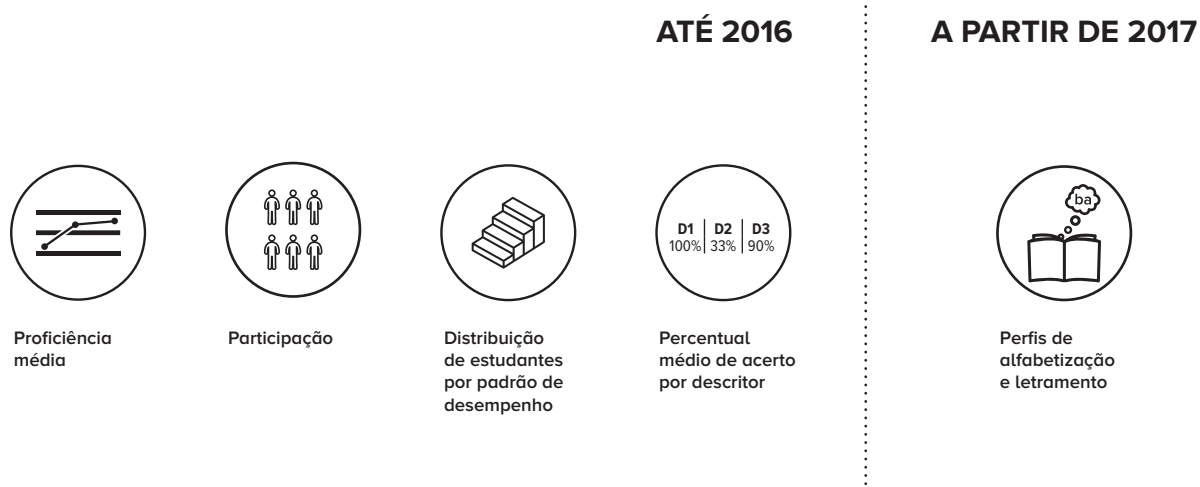 ATÉ 2016
A PARTIR DE 2017
D1 D2 D3
100% 33% 90%
ba
Proficiência
média
Participação
Distribuição
de estudantes
por padrão de
desempenho
Percentual
médio de acerto
por descritor
Perfis de
alfabetização
e letramento